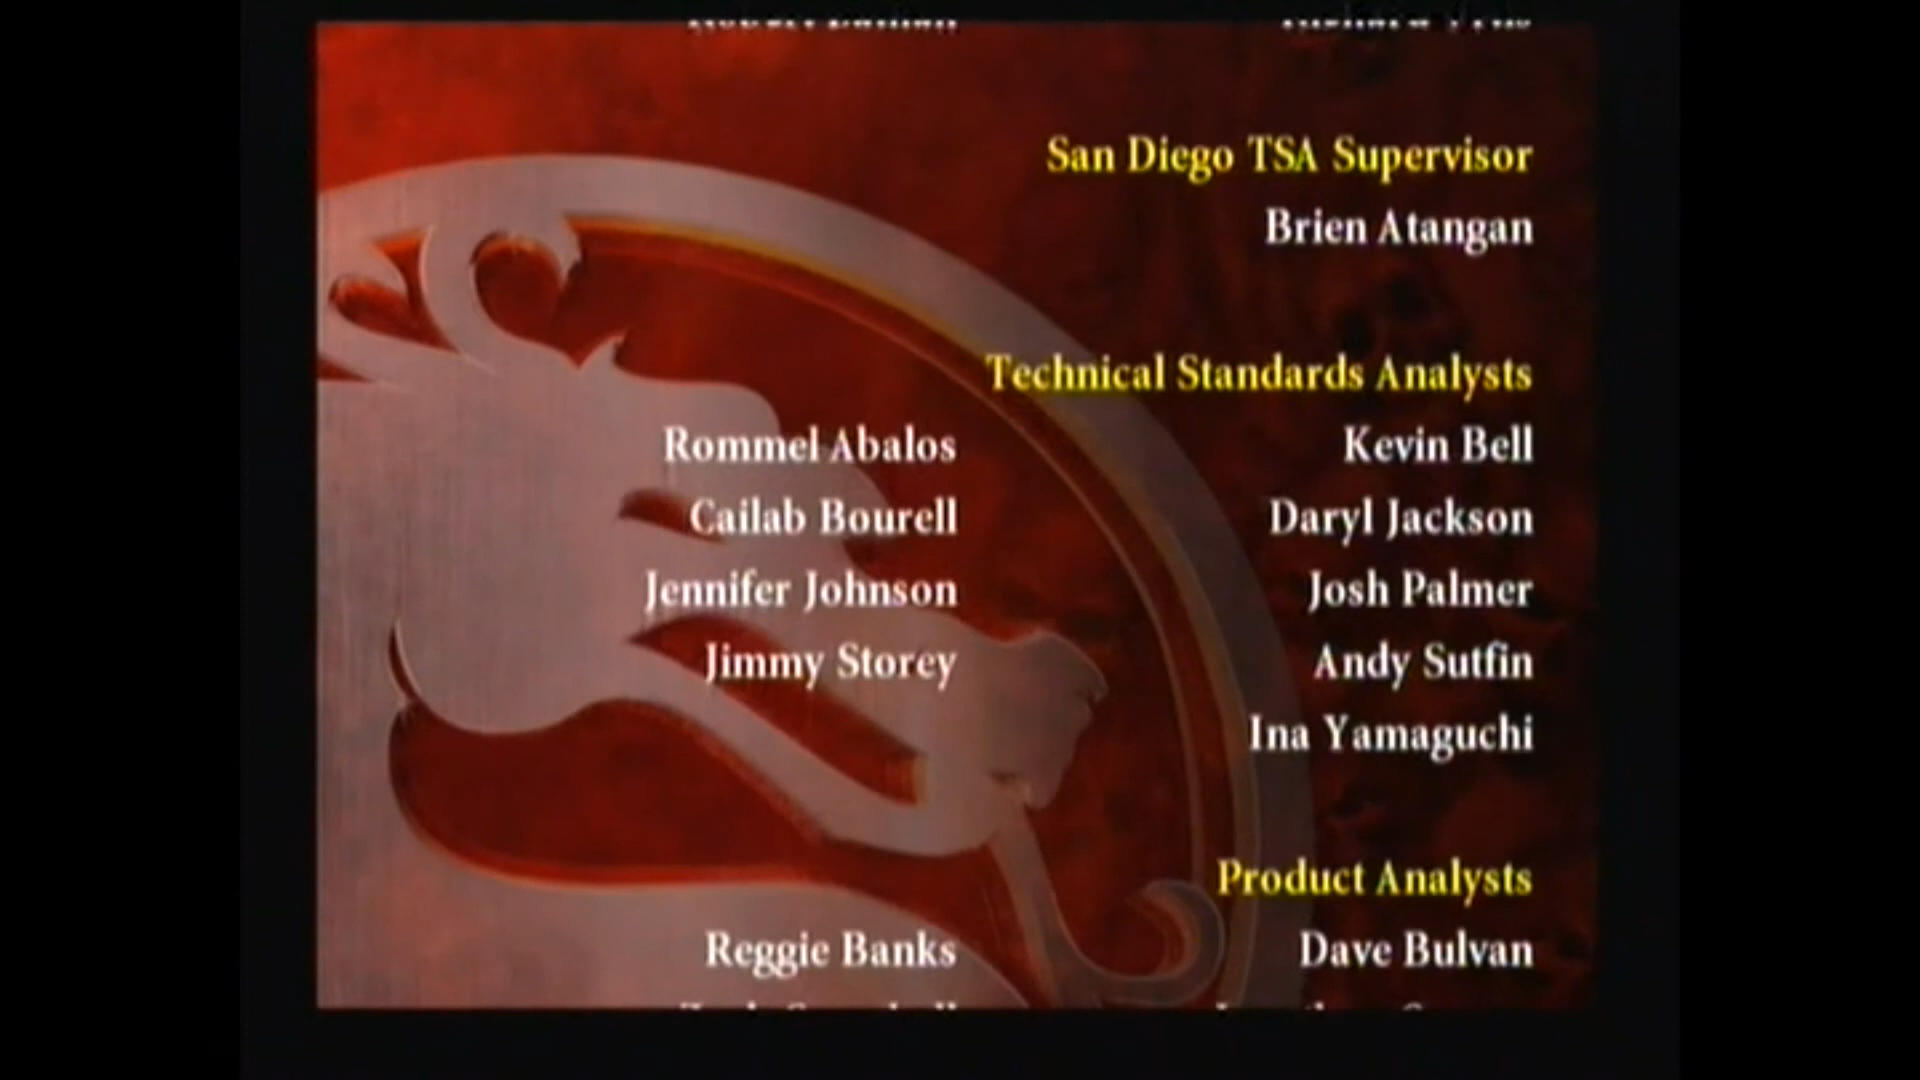 San Diego TSA Supervisor
Brien Atangan
Technical Standards Analysts
Rommel Abalos Kevin Bell
Cailab Bourell Daryl Jackson
Jennifer Johnson Josh Palmer
Jimmy Storey Andy Sutfin
Ina Yamaguchi
Product Analysts
Reggie Banks Dave Bulvan